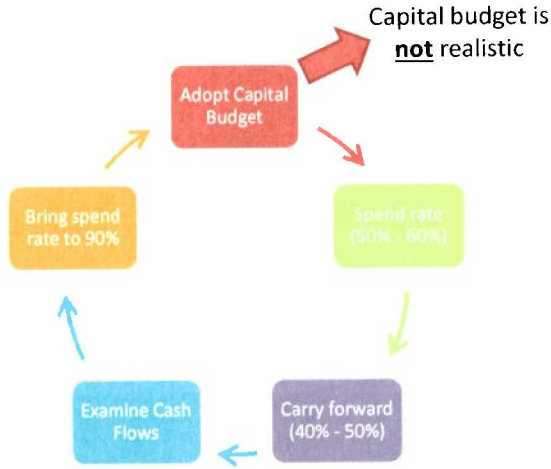 Capital budget is
not realistic
Adopt Capital
Budget
Spend rate
(50% - 60%)
Carry forward
(40% - 50%)
Examine Cash
Flows
Bring spend
rate to 90%